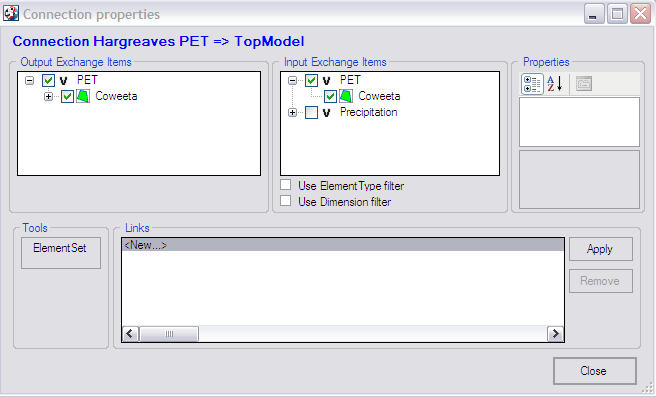 Connection properties
Connection Hargreaves PET => TopModel
Output Exchange Items
PET
Coweeta
Input Exchange Items
PET
Coweeta
Precipitation
Use ElementType filter
Use Dimension filter
Properties
A
Z
Tools
ElementSet
Links
<New...>
Apply
Remove
Close